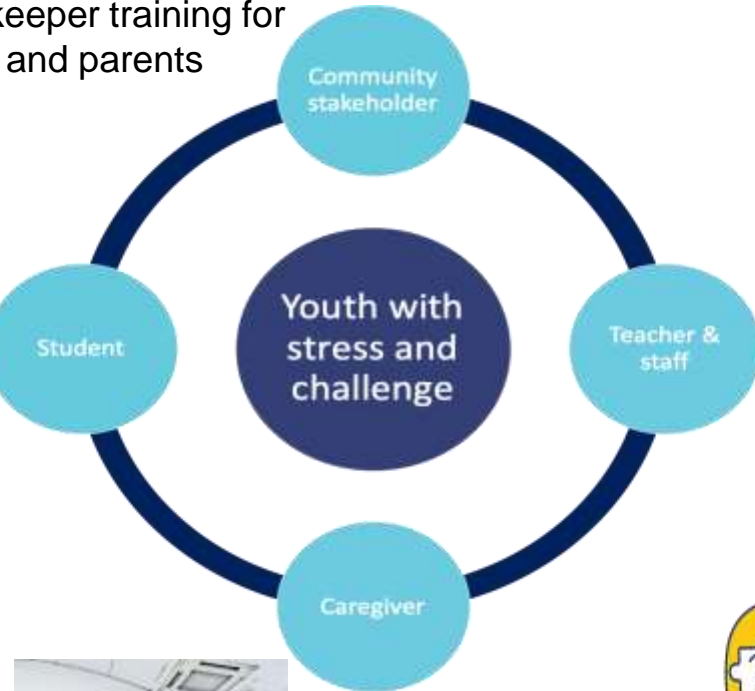 keeper training for
and parents
Community
stakeholder
Student
Youth with
stress and
challenge
Teacher &
staff
Caregiver